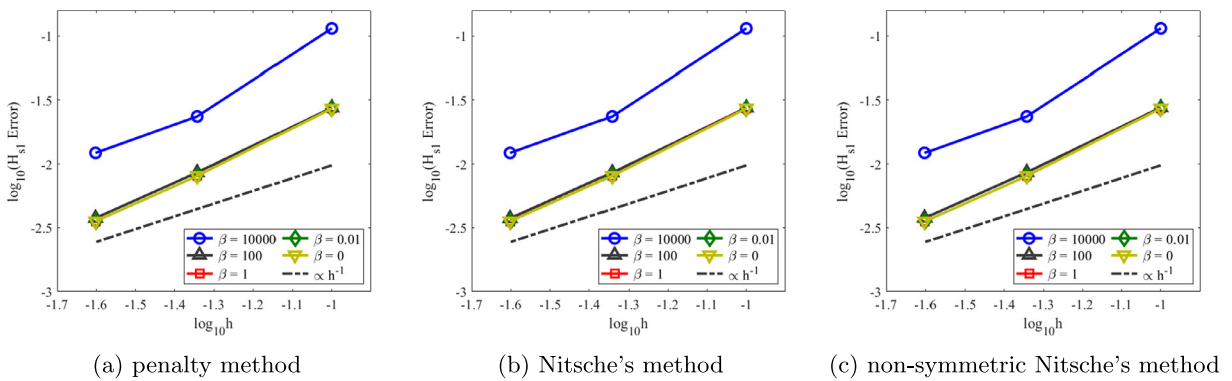 -1
-1.5
-2
-2.5
-3
log10(Hs1 Error)
-1.7 -1.6 -1.5 -1.4 -1.3 -1.2 -1.1 -1
log10h
β = 10000 β = 0.01
β = 100 β = 0
β = 1 ∝ h-1
(a) penalty method
-1
-1.5
-2
-2.5
-3
log10(Hs1 Error)
-1.7 -1.6 -1.5 -1.4 -1.3 -1.2 -1.1 -1
log10h
β = 10000 β = 0.01
β = 100 β = 0
β = 1 ∝ h-1
(b) Nitsche's method
-1
-1.5
-2
-2.5
-3
log10(Hs1 Error)
-1.7 -1.6 -1.5 -1.4 -1.3 -1.2 -1.1 -1
log10h
β = 10000 β = 0.01
β = 100 β = 0
β = 1 ∝ h-1
(c) non-symmetric Nitsche's method